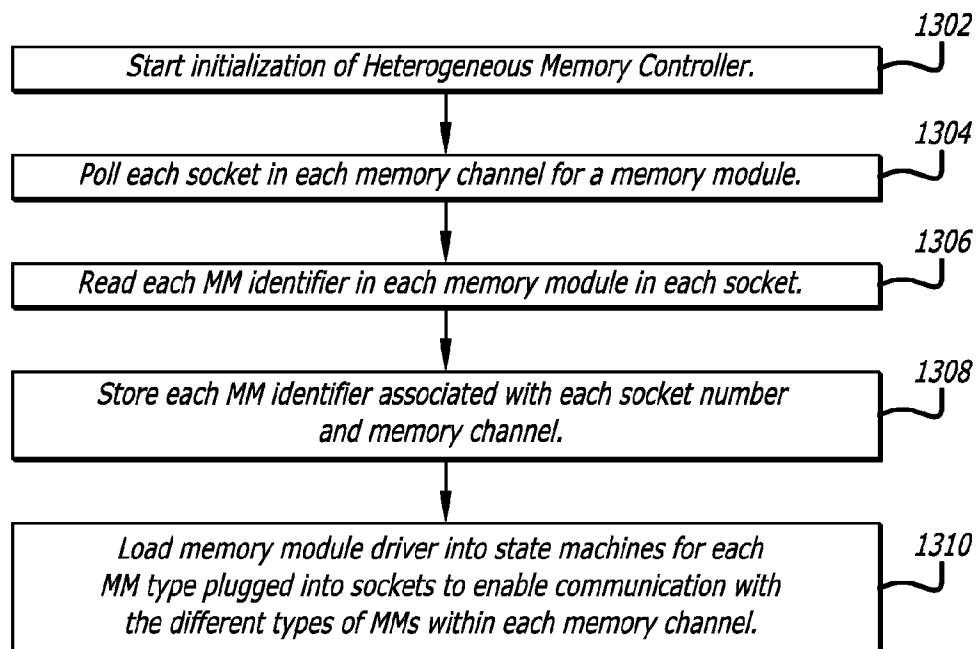 1302
Start initialization of Heterogeneous Memory Controller.
1304
Poll each socket in each memory channel for a memory module.
1306
Read each MM identifier in each memory module in each socket.
1308
Store each MM identifier associated with each socket number
and memory channel.
1310
Load memory module driver into state machines for each
MM type plugged into sockets to enable communication with
the different types of MMs within each memory channel.